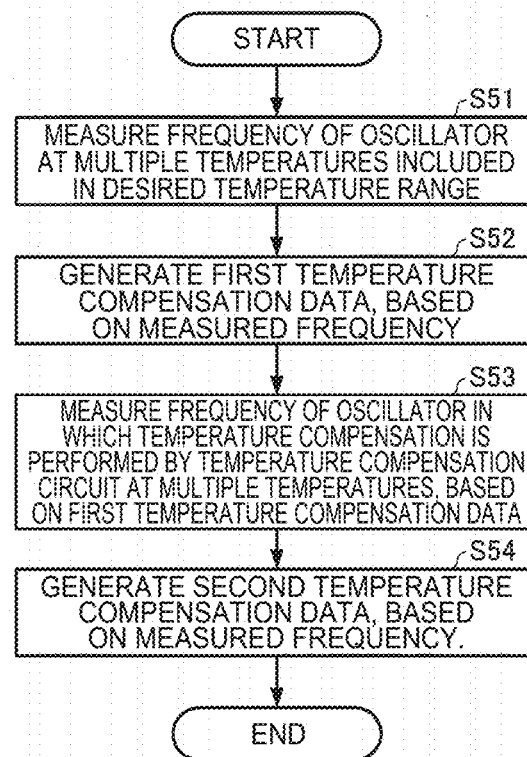 START
S51
MEASURE FREQUENCY OF OSCILLATOR
AT MULTIPLE TEMPERATURES INCLUDED
IN DESIRED TEMPERATURE RANGE
S52
GENERATE FIRST TEMPERATURE
COMPENSATION DATA, BASED
ON MEASURED FREQUENCY
S53
MEASURE FREQUENCY OF OSCILLATOR IN
WHICH TEMPERATURE COMPENSATION IS
PERFORMED BY TEMPERATURE COMPENSATION
CIRCUIT AT MULTIPLE TEMPERATURES, BASED
ON FIRST TEMPERATURE COMPENSATION DATA
S54
GENERATE SECOND TEMPERATURE
COMPENSATION DATA, BASED
ON MEASURED FREQUENCY.
END